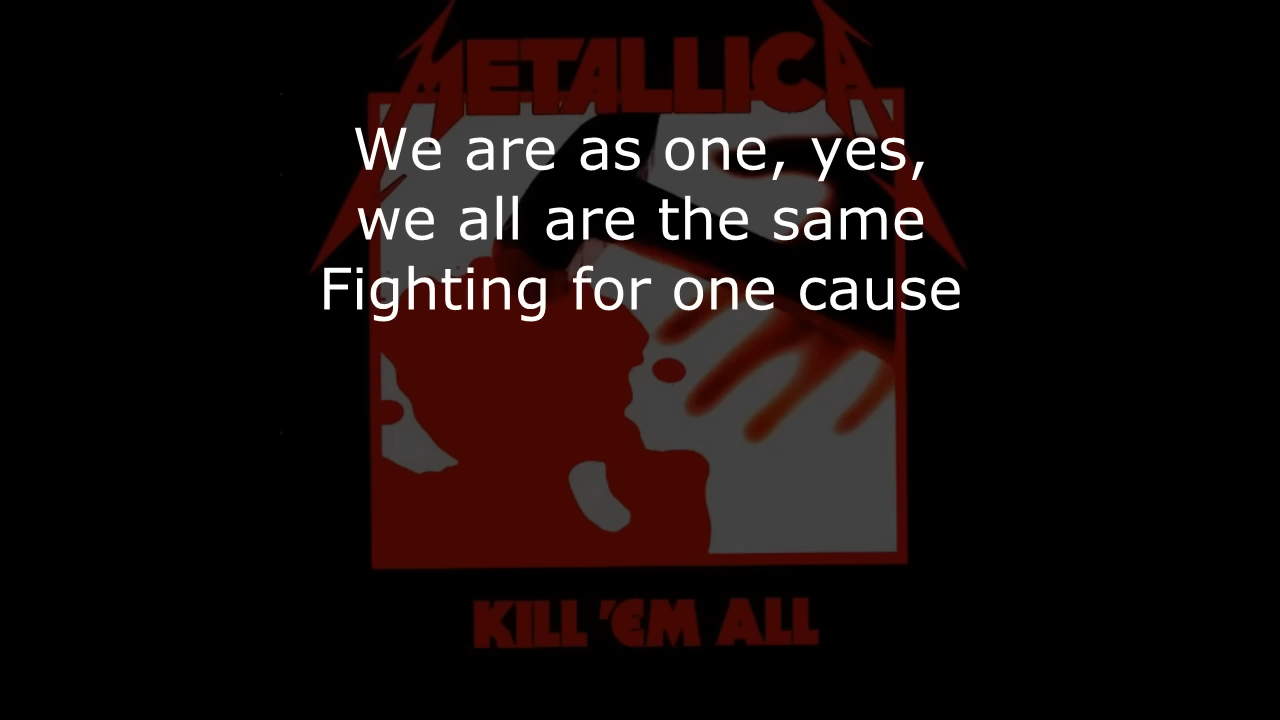 METALLICA
We are as one, yes,
we all are the same
Fighting for one cause
KILL 'EM ALL